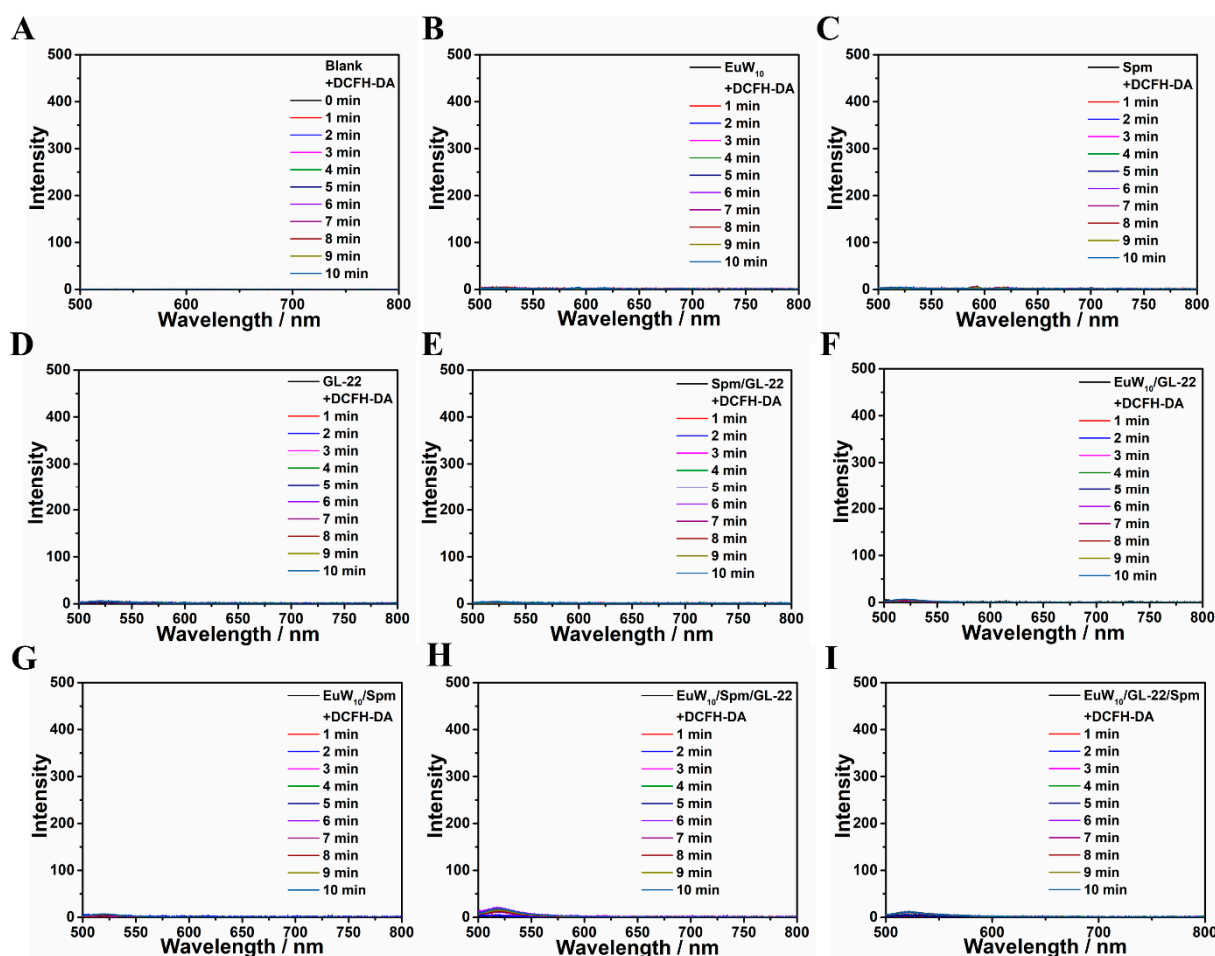 A
500
400
300
200
100
0
Intensity
Blank
+DCFH-DA
0 min
1 min
2 min
3 min
4 min
5 min
6 min
7 min
8 min
9 min
10 min
500 600 700 800
Wavelength / nm
B
500
400
300
200
100
0
Intensity
EuW₁₀
+DCFH-DA
1 min
2 min
3 min
4 min
5 min
6 min
7 min
8 min
9 min
10 min
500 550 600 650 700 750 800
Wavelength / nm
C
500
400
300
200
100
0
Intensity
Spm
+DCFH-DA
1 min
2 min
3 min
4 min
5 min
6 min
7 min
8 min
9 min
10 min
500 550 600 650 700 750 800
Wavelength / nm
D
500
400
300
200
100
0
Intensity
GL-22
+DCFH-DA
1 min
2 min
3 min
4 min
5 min
6 min
7 min
8 min
9 min
10 min
500 550 600 650 700 750 800
Wavelength / nm
E
500
400
300
200
100
0
Intensity
Spm/GL-22
+DCFH-DA
1 min
2 min
3 min
4 min
5 min
6 min
7 min
8 min
9 min
10 min
500 550 600 650 700 750 800
Wavelength / nm
F
500
400
300
200
100
0
Intensity
EuW₁₀/GL-22
+DCFH-DA
1 min
2 min
3 min
4 min
5 min
6 min
7 min
8 min
9 min
10 min
500 550 600 650 700 750 800
Wavelength / nm
G
500
400
300
200
100
0
Intensity
EuW₁₀/Spm
+DCFH-DA
1 min
2 min
3 min
4 min
5 min
6 min
7 min
8 min
9 min
10 min
500 550 600 650 700 750 800
Wavelength / nm
H
500
400
300
200
100
0
Intensity
EuW₁₀/Spm/GL-22
+DCFH-DA
1 min
2 min
3 min
4 min
5 min
6 min
7 min
8 min
9 min
10 min
500 550 600 650 700 750 800
Wavelength / nm
I
500
400
300
200
100
0
Intensity
EuW₁₀/GL-22/Spm
+DCFH-DA
1 min
2 min
3 min
4 min
5 min
6 min
7 min
8 min
9 min
10 min
500 600 700 800
Wavelength / nm